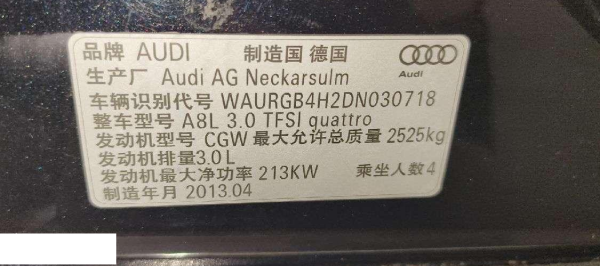 品牌 AUDI 制造国 德国
Audi
生产厂 Audi AG Neckarsulm
车辆识别代号 WAURGB4H2DN030718
整车型号 A8L 3.0 TFSI quattro
发动机型号 CGW 最大允许总质量 2525kg
发动机排量3.0L
发动机最大净功率 213KW 乘坐人数4
制造年月 2013.04